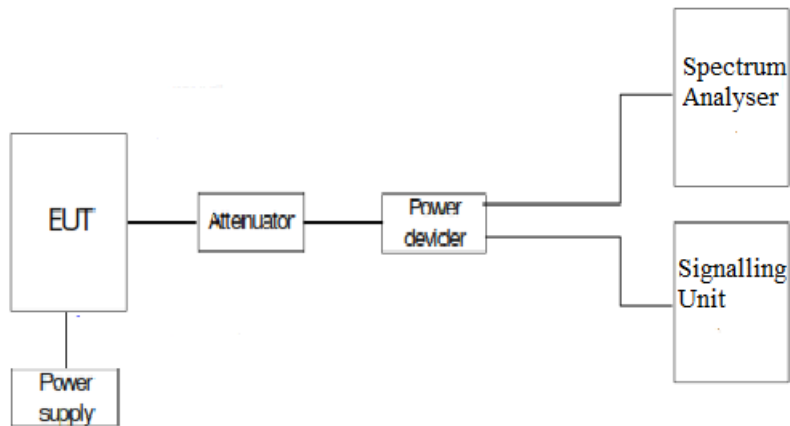 Spectrum
Analyser
EUT
Attenuator
Power
devider
Signalling
Unit
Power
supply